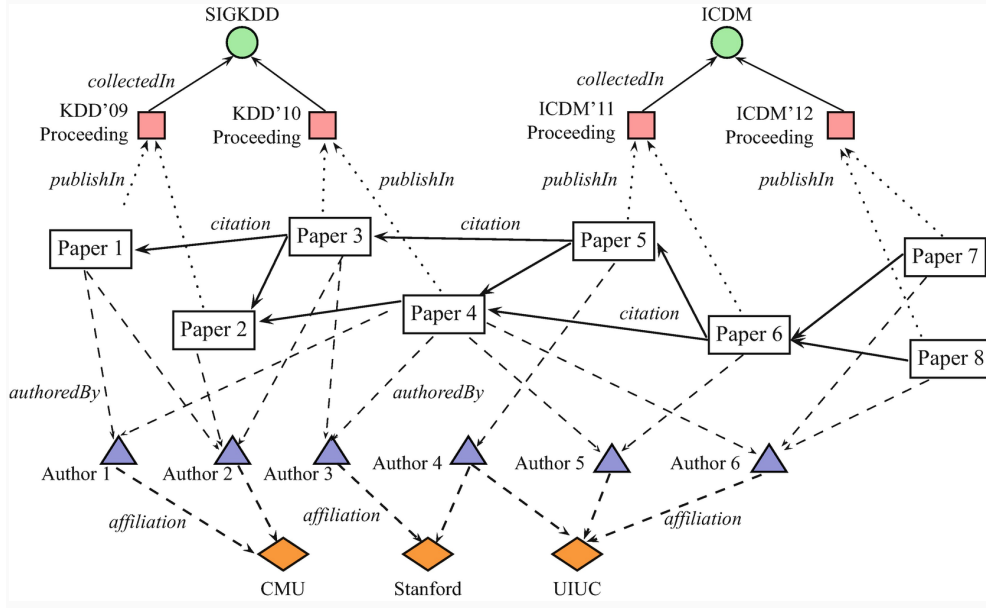 SIGKDD
ICDM
collectedIn
collectedIn
KDD'09
Proceeding
KDD'10
Proceeding
ICDM'11
Proceeding
ICDM'12
Proceeding
publishIn
publishIn
publishIn
publishIn
citation
citation
Paper 1
Paper 3
Paper 5
Paper 7
Paper 2
Paper 4
citation
Paper 6
Paper 8
authoredBy
authoredBy
Author 1
Author 2
Author 3
Author 4
Author 5
Author 6
affiliation
affiliation
affiliation
CMU
Stanford
UIUC